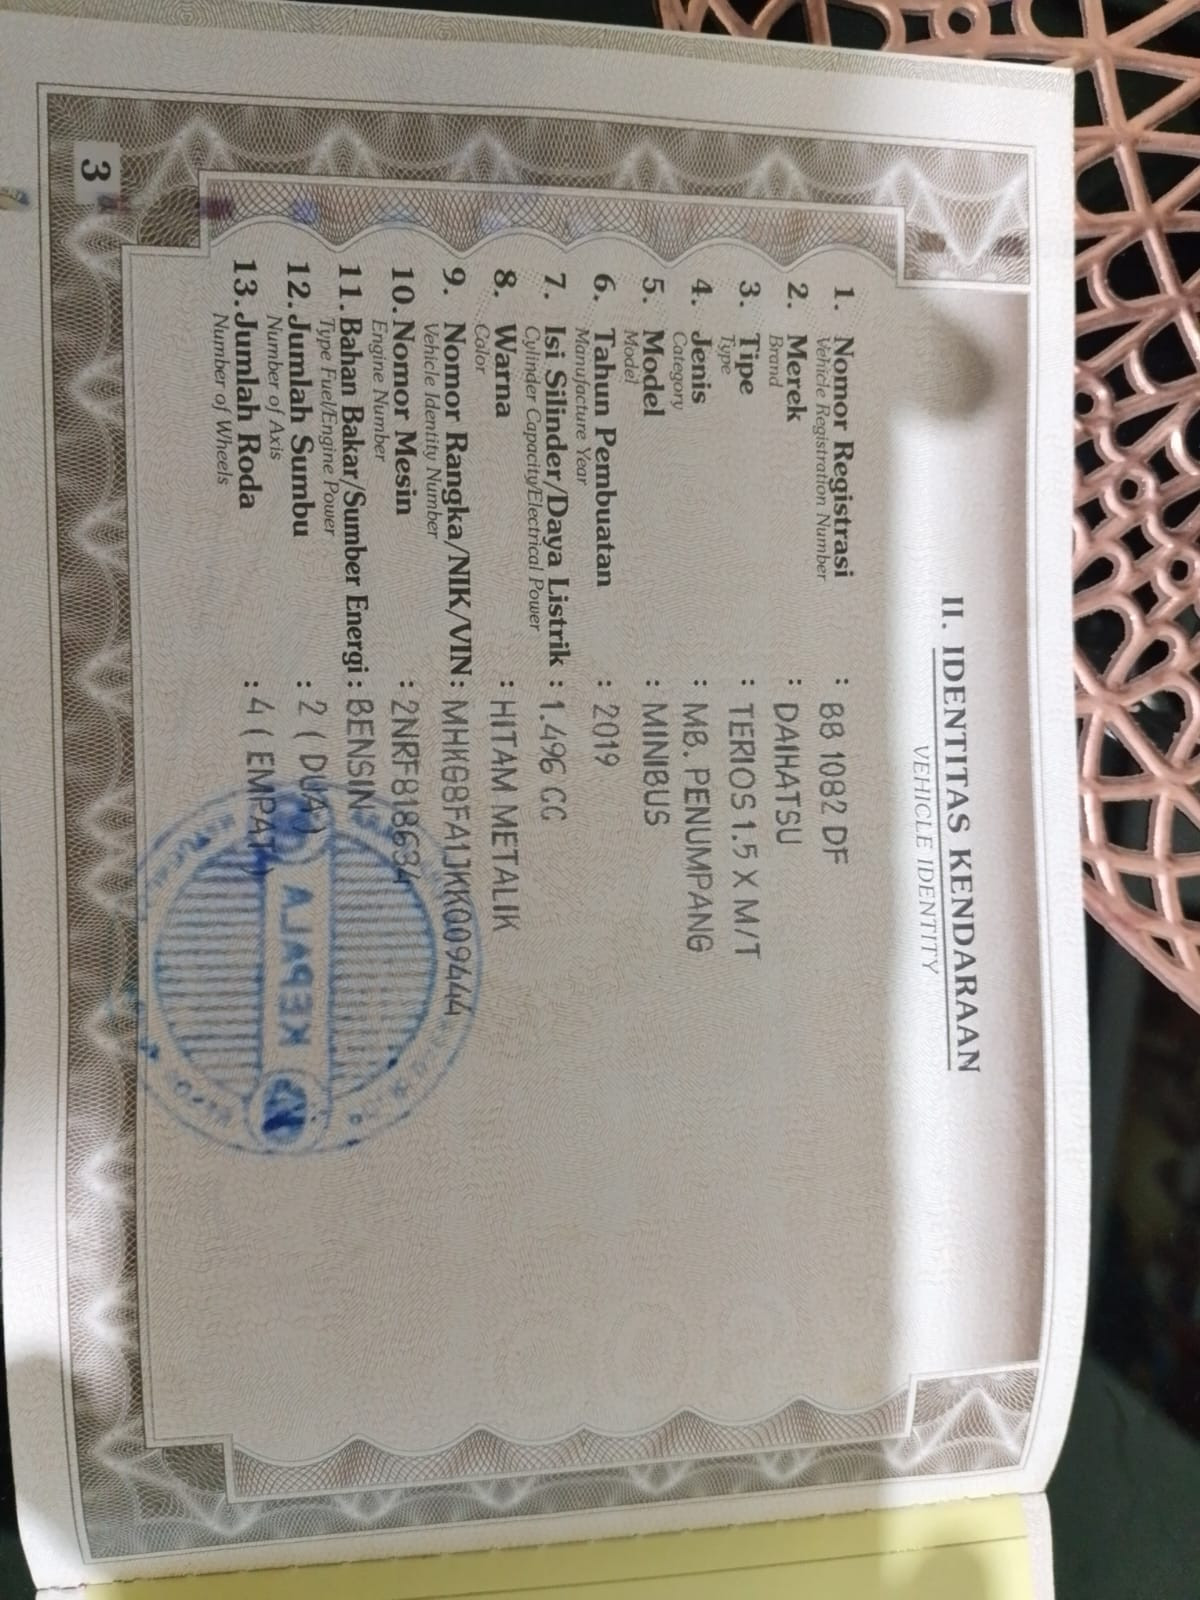 II. IDENTITAS KENDARAAN
VEHICLE IDENTITY
1. Nomor Registrasi : BB 1082 DF
Vehicle Registration Number
2. Merek : DAIHATSU
Brand
3. Tipe : TERIOS 1.5 X M/T
Type
4. Jenis : MB. PENUMPANG
Category
5. Model : MINIBUS
Model
6. Tahun Pembuatan : 2019
Manufacture Year
7. Isi Silinder/Daya Listrik : 1.496 CC
Cylinder Capacity/Electrical Power
8. Warna : HITAM METALIK
Color
9. Nomor Rangka/NIK/VIN : MHKG8FA1JKK009444
Vehicle Identity Number
10. Nomor Mesin : 2NRF818634
Engine Number
11. Bahan Bakar/Sumber Energi : BENSIN
Type Fuel/Engine Power
12. Jumlah Sumbu : 2 ( DUA )
Number of Axis
13. Jumlah Roda : 4 ( EMPAT )
Number of Wheels
KEPALA
3